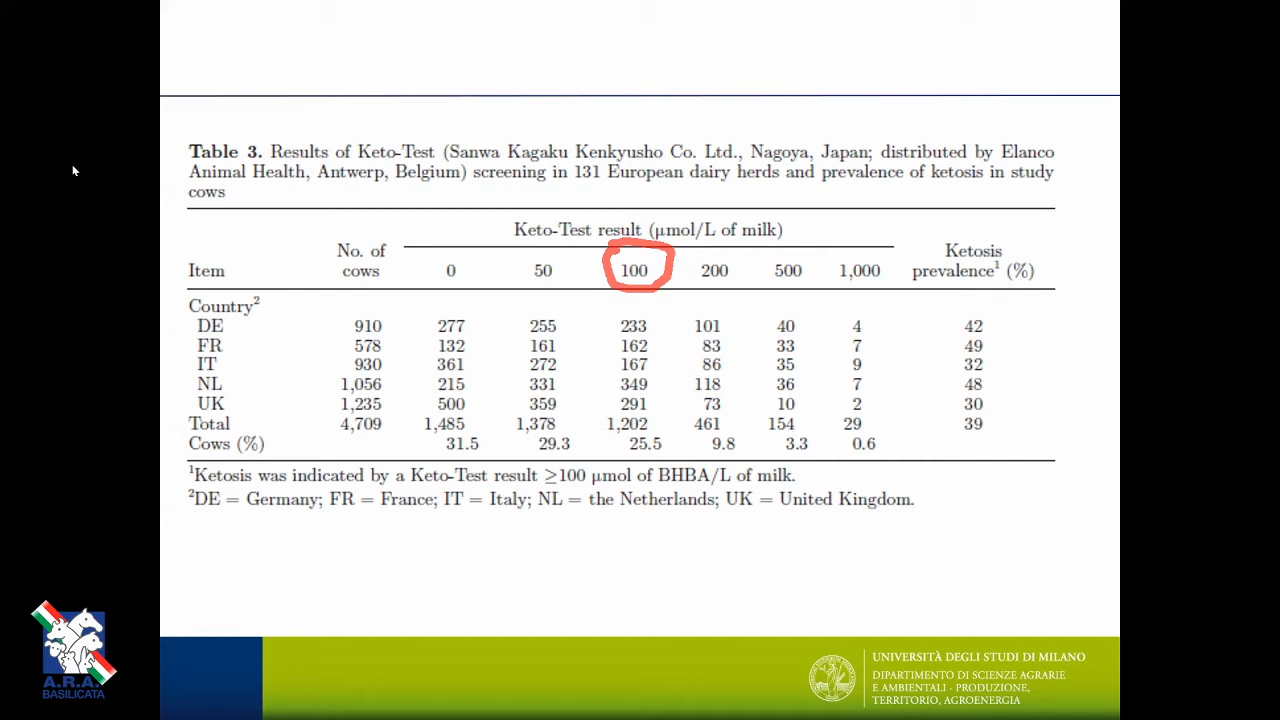 Table 3. Results of Keto-Test (Sanwa Kagaku Kenkyusho Co. Ltd., Nagoya, Japan; distributed by Elanco
Animal Health, Antwerp, Belgium) screening in 131 European dairy herds and prevalence of ketosis in study
cows
Keto-Test result (μmol/L of milk)
Item No. of cows 0 50 100 200 500 1,000 Ketosis prevalence¹ (%)
Country²
DE 910 277 255 233 101 40 4 42
FR 578 132 161 162 83 33 7 49
IT 930 361 272 167 86 35 9 32
NL 1,056 215 331 349 118 36 7 48
UK 1,235 500 359 291 73 10 2 30
Total 4,709 1,485 1,378 1,202 461 154 29 39
Cows (%) 31.5 29.3 25.5 9.8 3.3 0.6
¹Ketosis was indicated by a Keto-Test result ≥100 μmol of BHBA/L of milk.
²DE = Germany; FR = France; IT = Italy; NL = the Netherlands; UK = United Kingdom.
A.R.A.
BASILICATA
UNIVERSITÀ DEGLI STUDI DI MILANO
DIPARTIMENTO DI SCIENZE AGRARIE
E AMBIENTALI - PRODUZIONE,
TERRITORIO, AGROENERGIA